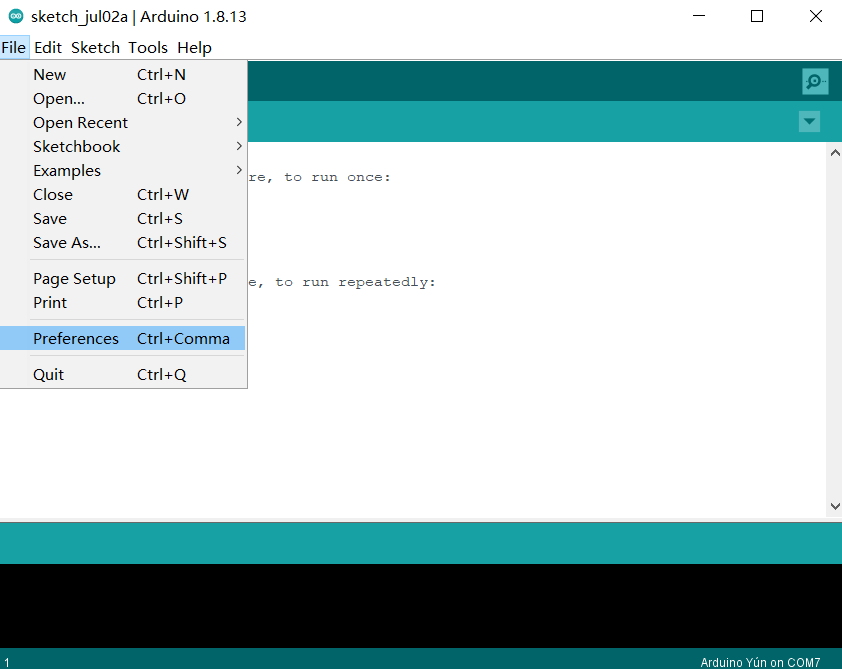 sketch_jul02a | Arduino 1.8.13
File Edit Sketch Tools Help
New Ctrl+N
Open... Ctrl+O
Open Recent
Sketchbook
Examples
Close Ctrl+W
Save Ctrl+S
Save As... Ctrl+Shift+S
Page Setup Ctrl+Shift+P
Print Ctrl+P
Preferences Ctrl+Comma
Quit Ctrl+Q
re, to run once:
e, to run repeatedly:
1 Arduino Yún on COM7